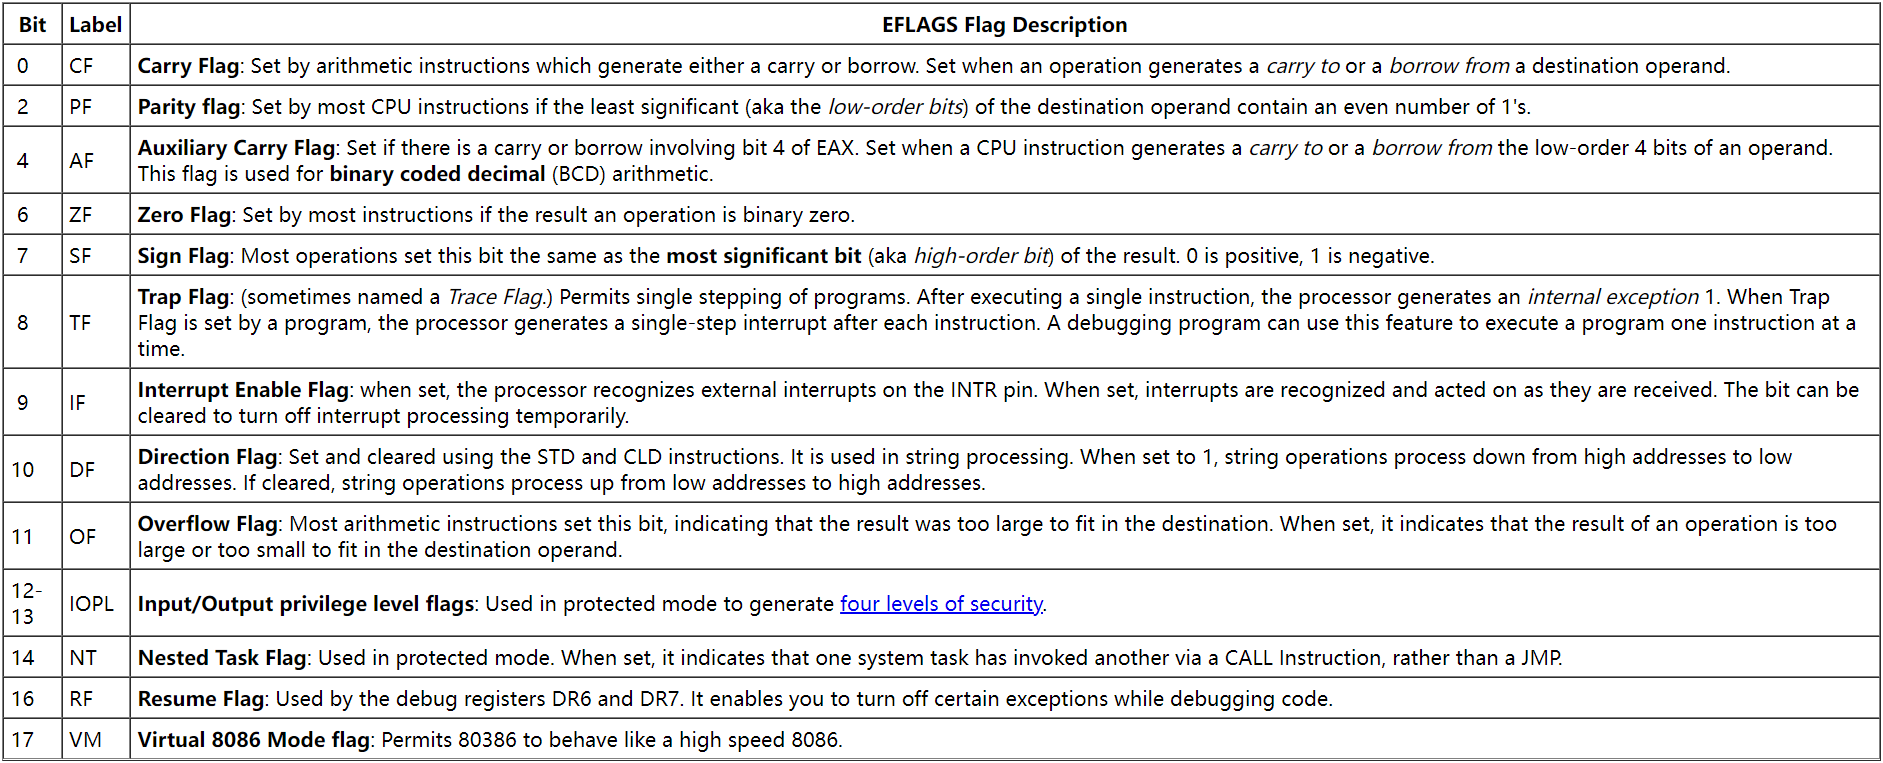 Bit Label EFLAGS Flag Description
0 CF Carry Flag: Set by arithmetic instructions which generate either a carry or borrow. Set when an operation generates a carry to or a borrow from a destination operand.
2 PF Parity flag: Set by most CPU instructions if the least significant (aka the low-order bits) of the destination operand contain an even number of 1's.
4 AF Auxiliary Carry Flag: Set if there is a carry or borrow involving bit 4 of EAX. Set when a CPU instruction generates a carry to or a borrow from the low-order 4 bits of an operand.
This flag is used for binary coded decimal (BCD) arithmetic.
6 ZF Zero Flag: Set by most instructions if the result an operation is binary zero.
7 SF Sign Flag: Most operations set this bit the same as the most significant bit (aka high-order bit) of the result. 0 is positive, 1 is negative.
8 TF Trap Flag: (sometimes named a Trace Flag.) Permits single stepping of programs. After executing a single instruction, the processor generates an internal exception 1. When Trap
Flag is set by a program, the processor generates a single-step interrupt after each instruction. A debugging program can use this feature to execute a program one instruction at a
time.
9 IF Interrupt Enable Flag: when set, the processor recognizes external interrupts on the INTR pin. When set, interrupts are recognized and acted on as they are received. The bit can be
cleared to turn off interrupt processing temporarily.
10 DF Direction Flag: Set and cleared using the STD and CLD instructions. It is used in string processing. When set to 1, string operations process down from high addresses to low
addresses. If cleared, string operations process up from low addresses to high addresses.
11 OF Overflow Flag: Most arithmetic instructions set this bit, indicating that the result was too large to fit in the destination. When set, it indicates that the result of an operation is too
large or too small to fit in the destination operand.
12-
13 IOPL Input/Output privilege level flags: Used in protected mode to generate four levels of security.
14 NT Nested Task Flag: Used in protected mode. When set, it indicates that one system task has invoked another via a CALL Instruction, rather than a JMP.
16 RF Resume Flag: Used by the debug registers DR6 and DR7. It enables you to turn off certain exceptions while debugging code.
17 VM Virtual 8086 Mode flag: Permits 80386 to behave like a high speed 8086.